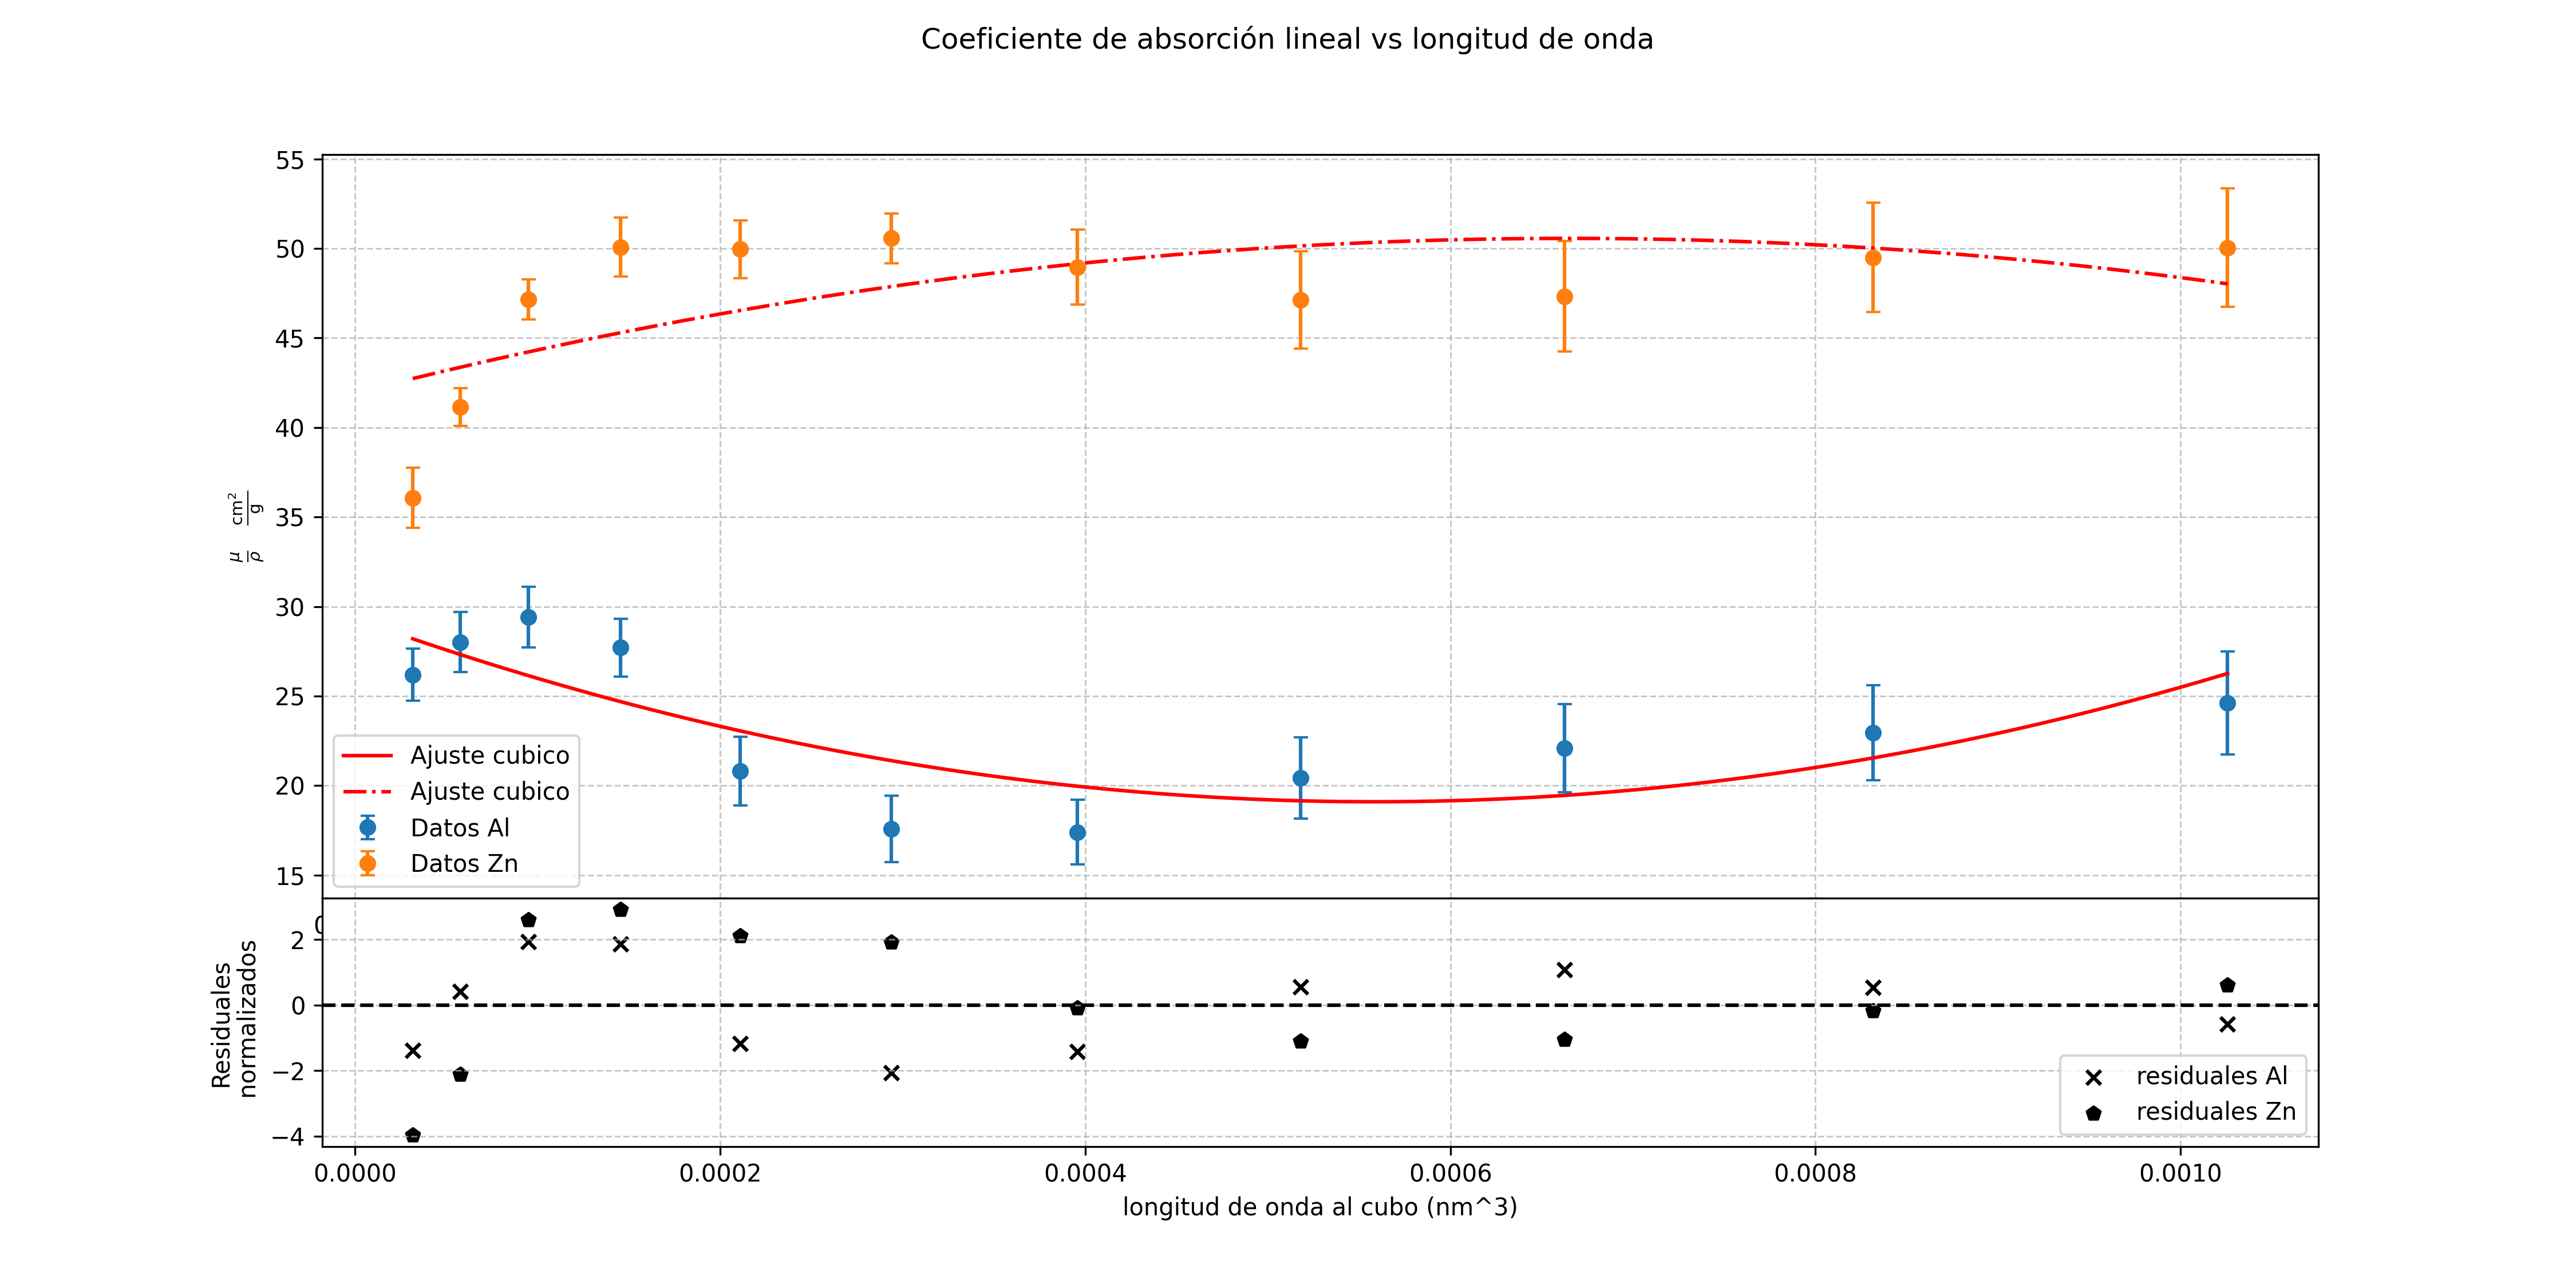 Coeficiente de absorción lineal vs longitud de onda
55
50
45
40
35
30
25
20
15
μ/ρ cm²/g
Ajuste cubico
Ajuste cubico
Datos Al
Datos Zn
2
0
−2
−4
Residuales
normalizados
residuales Al
residuales Zn
0.0000 0.0002 0.0004 0.0006 0.0008 0.0010
longitud de onda al cubo (nm^3)